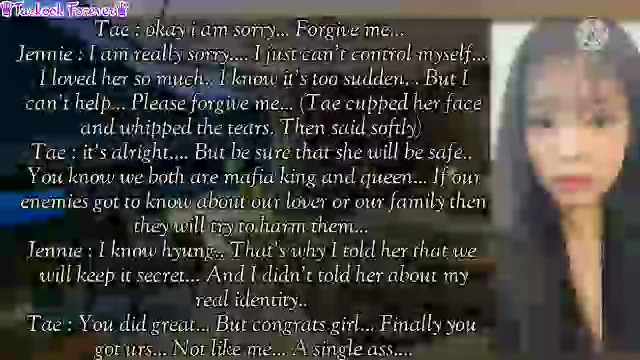 Taekook Forever
Tae : okay i am sorry.... Forgive me...
Jennie : I am really sorry.... I just can't control myself...
I loved her so much.. I know it's too sudden. . But I
can't help... Please forgive me... (Tae cupped her face
and whipped the tears. Then said softly)
Tae : it's alright.... But be sure that she will be safe..
You know we both are mafia king and queen... If our
enemies got to know about our lover or our family then
they will try to harm them...
Jennie : I know hyung.. That's why I told her that we
will keep it secret... And I didn't told her about my
real identity..
Tae : You did great... But congrats girl... Finally you
got urs... Not like me... A single ass....